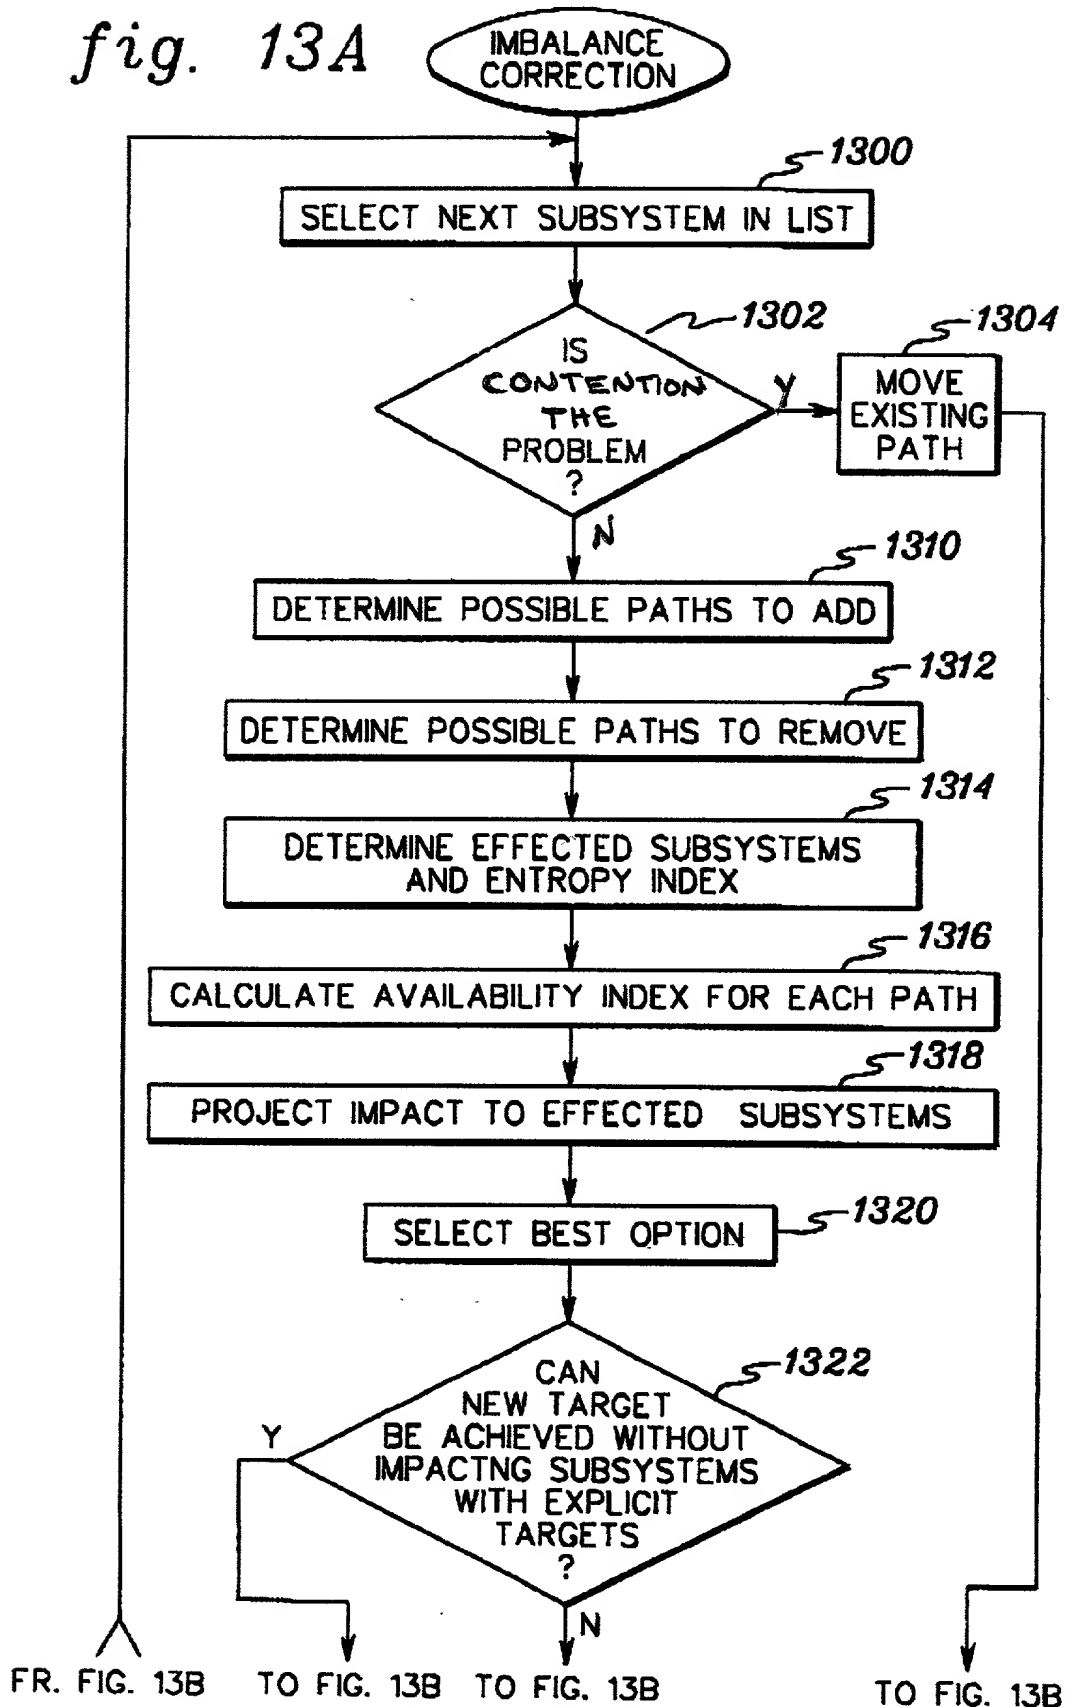 fig. 13A
IMBALANCE
CORRECTION
1300
SELECT NEXT SUBSYSTEM IN LIST
1302
IS
CONTENTION
THE
PROBLEM
?
Y
1304
MOVE
EXISTING
PATH
N
1310
DETERMINE POSSIBLE PATHS TO ADD
1312
DETERMINE POSSIBLE PATHS TO REMOVE
1314
DETERMINE EFFECTED SUBSYSTEMS
AND ENTROPY INDEX
1316
CALCULATE AVAILABILITY INDEX FOR EACH PATH
1318
PROJECT IMPACT TO EFFECTED SUBSYSTEMS
1320
SELECT BEST OPTION
1322
CAN
NEW TARGET
BE ACHIEVED WITHOUT
IMPACTNG SUBSYSTEMS
WITH EXPLICIT
TARGETS
?
Y
N
FR. FIG. 13B
TO FIG. 13B
TO FIG. 13B
TO FIG. 13B